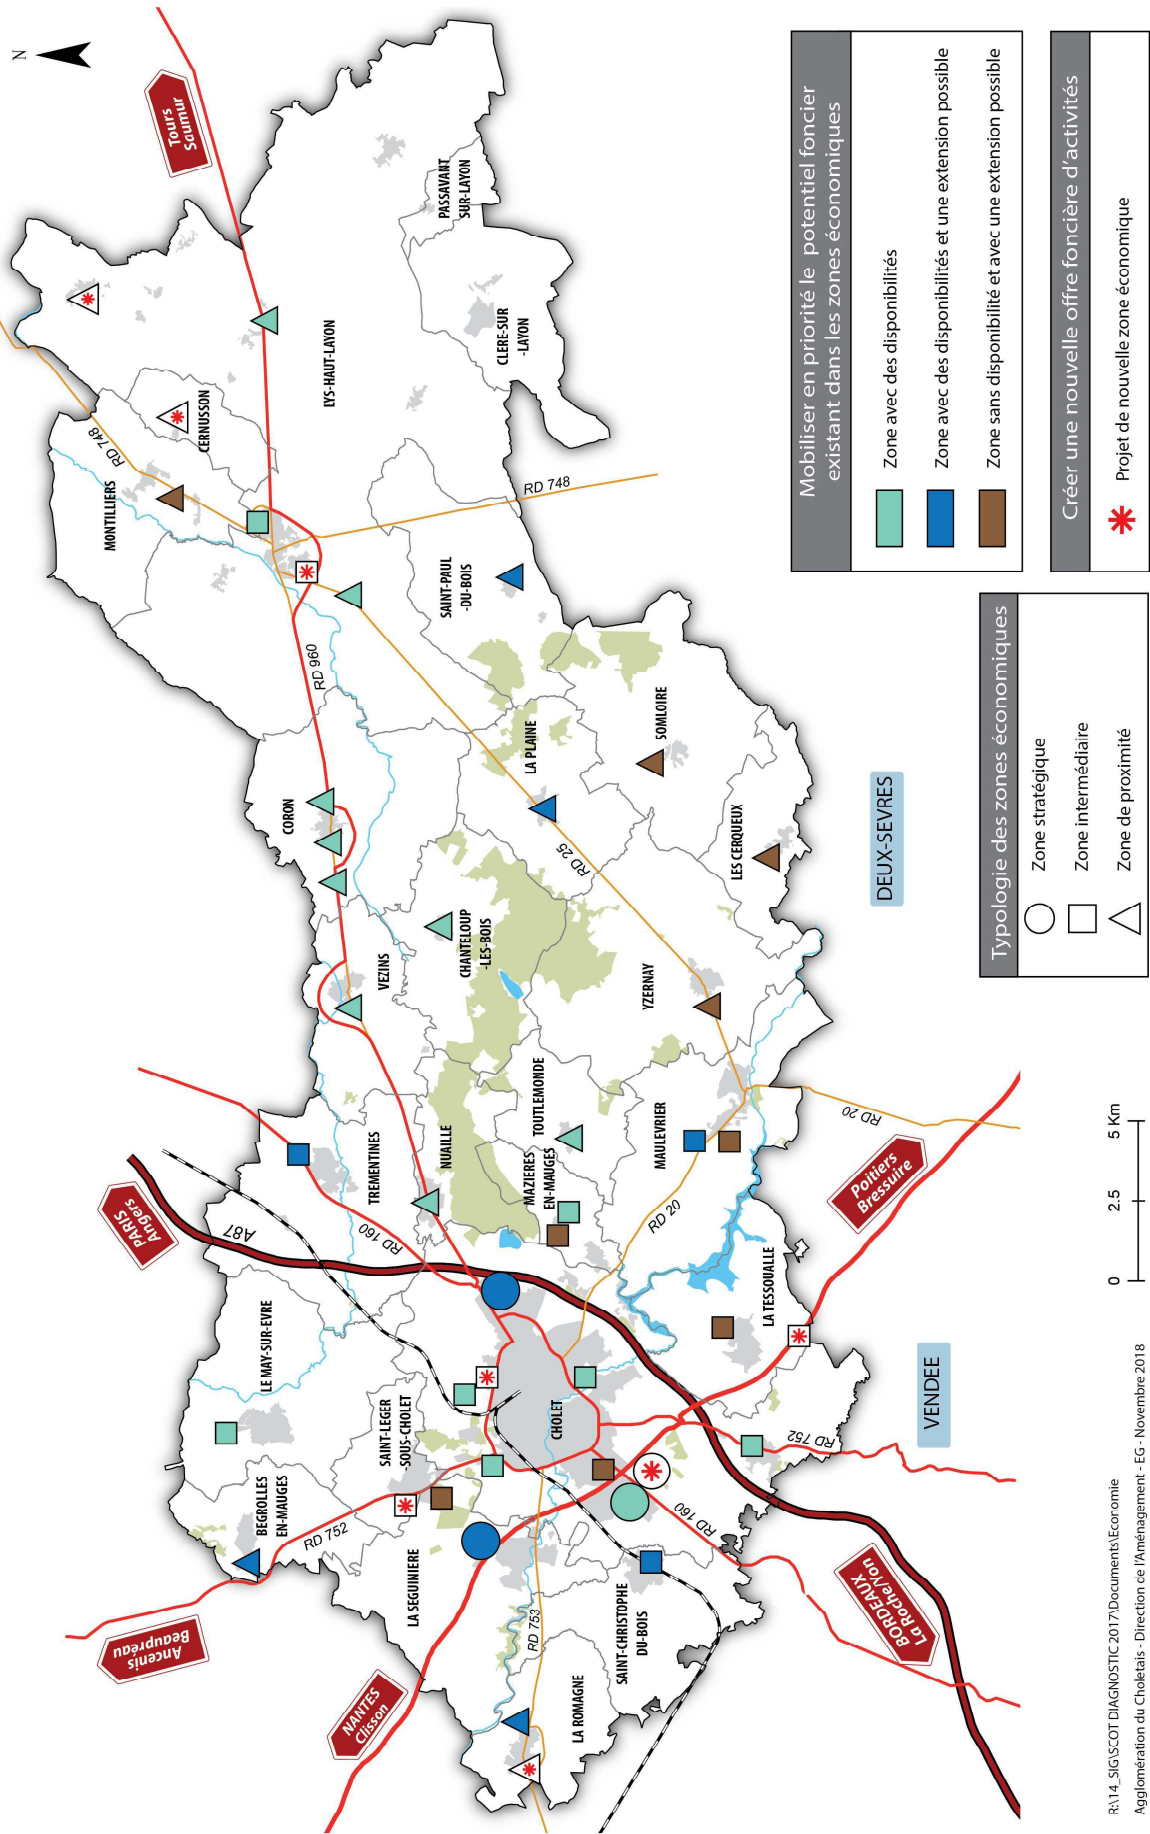 N
Tours
Saumur
PARIS
Angers
Ancenis
Beaupréau
NANTES
Clisson
BORDEAUX
La Roche/Yon
Poitiers
Bressuire
MONTILLIERS
RD 748
CERNUSSON
LYS-HAUT-LAYON
PASSAVANT
SUR-LAYON
CLERE-SUR
-LAYON
RD 748
SAINT-PAUL
-DU-BOIS
RD 960
CORON
LA PLAINE
SOMLOIRE
LES CERQUEUX
RD 25
VEZINS
CHANTELOUP
-LES-BOIS
YZERNAY
TREMENTINES
NUAILLE
TOUTLEMONDE
MAZIERES
EN-MAUGES
MAULEVRIER
RD 20
RD 20
A87
RD 160
LE MAY-SUR-EVRE
BEGROLLES
EN-MAUGES
SAINT-LEGER
-SOUS-CHOLET
CHOLET
LA TESSOUALLE
RD 752
RD 752
LA SEGUINIERE
RD 160
RD 753
SAINT-CHRISTOPHE
DU-BOIS
LA ROMAGNE
DEUX-SEVRES
VENDEE
Mobiliser en priorité le potentiel foncier
existant dans les zones économiques
Zone avec des disponibilités
Zone avec des disponibilités et une extension possible
Zone sans disponibilité et avec une extension possible
Créer une nouvelle offre foncière d'activités
Projet de nouvelle zone économique
Typologie des zones économiques
Zone stratégique
Zone intermédiaire
Zone de proximité
0 2.5 5 Km
R:\14_SIG\SCOT DIAGNOSTIC 2017\Documents\Economie
Agglomération du Choletais - Direction de l'Aménagement - EG - Novembre 2018